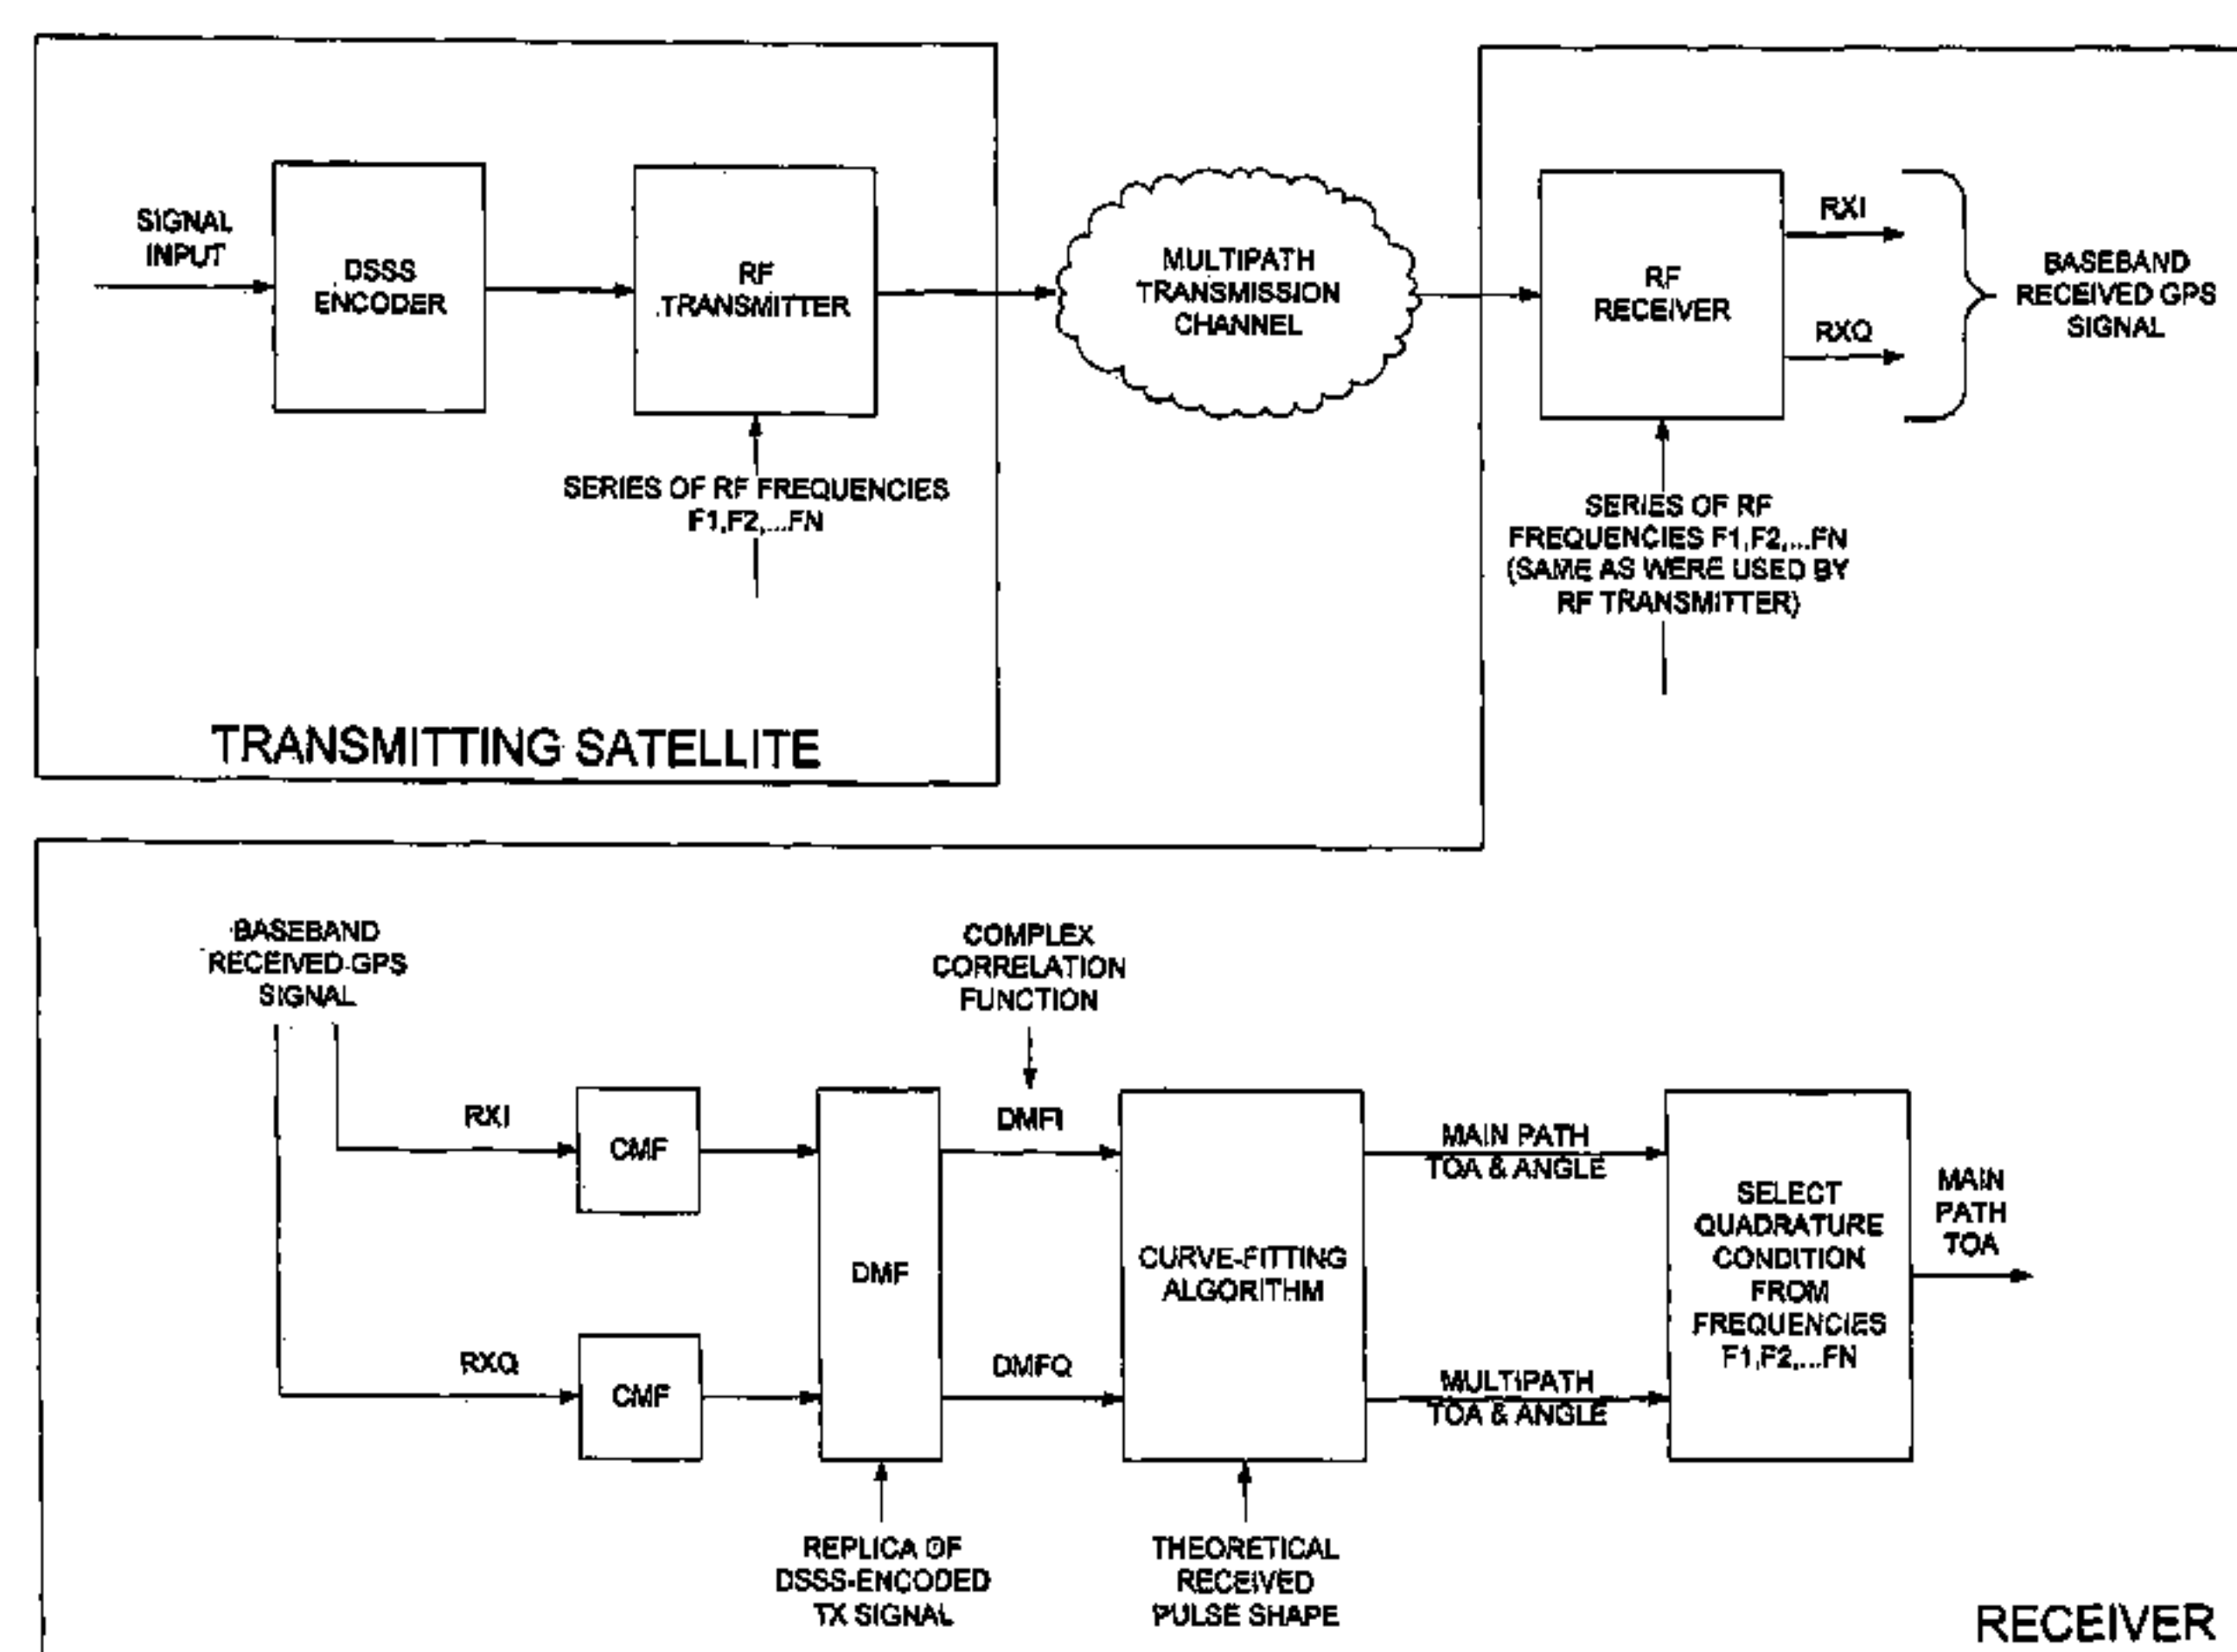 SIGNAL
INPUT
DSSS
ENCODER
RF
TRANSMITTER
SERIES OF RF FREQUENCIES
F1,F2,...FN
TRANSMITTING SATELLITE
MULTIPATH
TRANSMISSION
CHANNEL
RF
RECEIVER
RXI
RXQ
BASEBAND
RECEIVED GPS
SIGNAL
SERIES OF RF
FREQUENCIES F1,F2,...FN
(SAME AS WERE USED BY
RF TRANSMITTER)
BASEBAND
RECEIVED GPS
SIGNAL
RXI
RXQ
CMF
CMF
DMF
REPLICA OF
DSSS-ENCODED
TX SIGNAL
COMPLEX
CORRELATION
FUNCTION
DMFI
DMFQ
CURVE-FITTING
ALGORITHM
THEORETICAL
RECEIVED
PULSE SHAPE
MAIN PATH
TOA & ANGLE
MULTIPATH
TOA & ANGLE
SELECT
QUADRATURE
CONDITION
FROM
FREQUENCIES
F1,F2,...FN
MAIN
PATH
TOA
RECEIVER